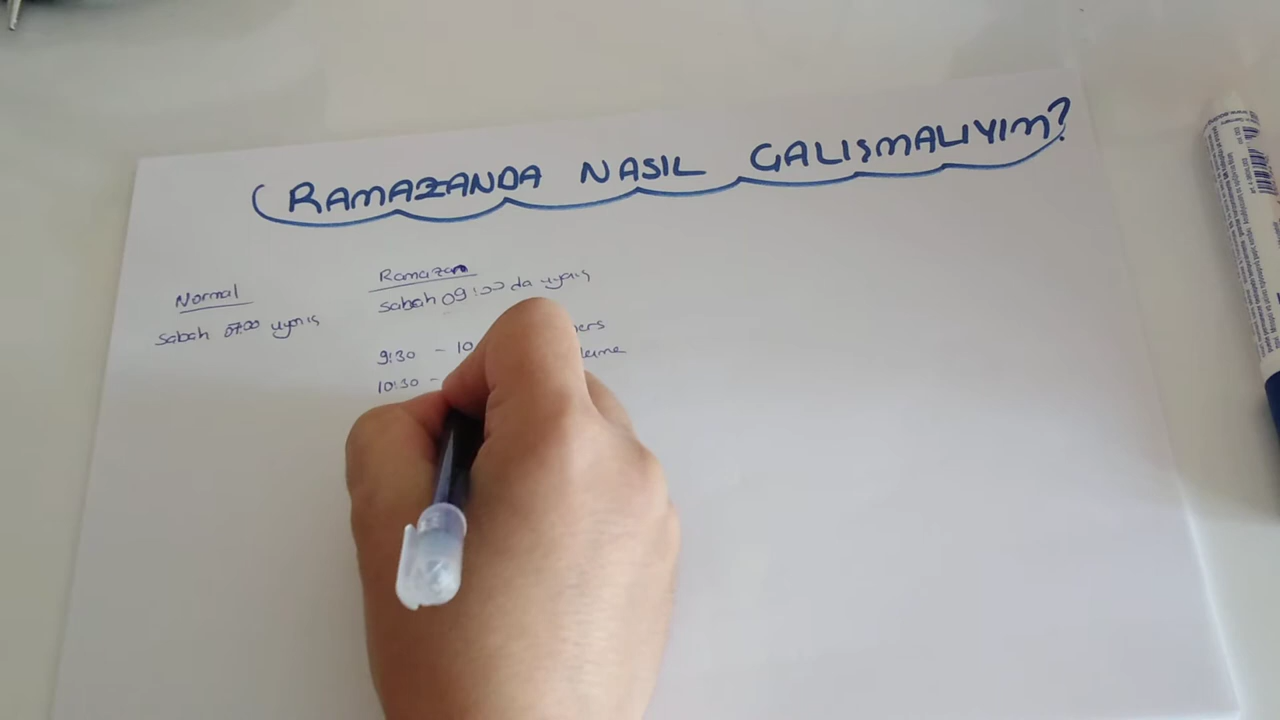 RAMAZANDA NASIL ÇALIŞMALIYIM?
Normal
Sabah 07:00 uyanış
Ramazan
Sabah 09:00 da uyanış
9:30 - 10
10:30 -